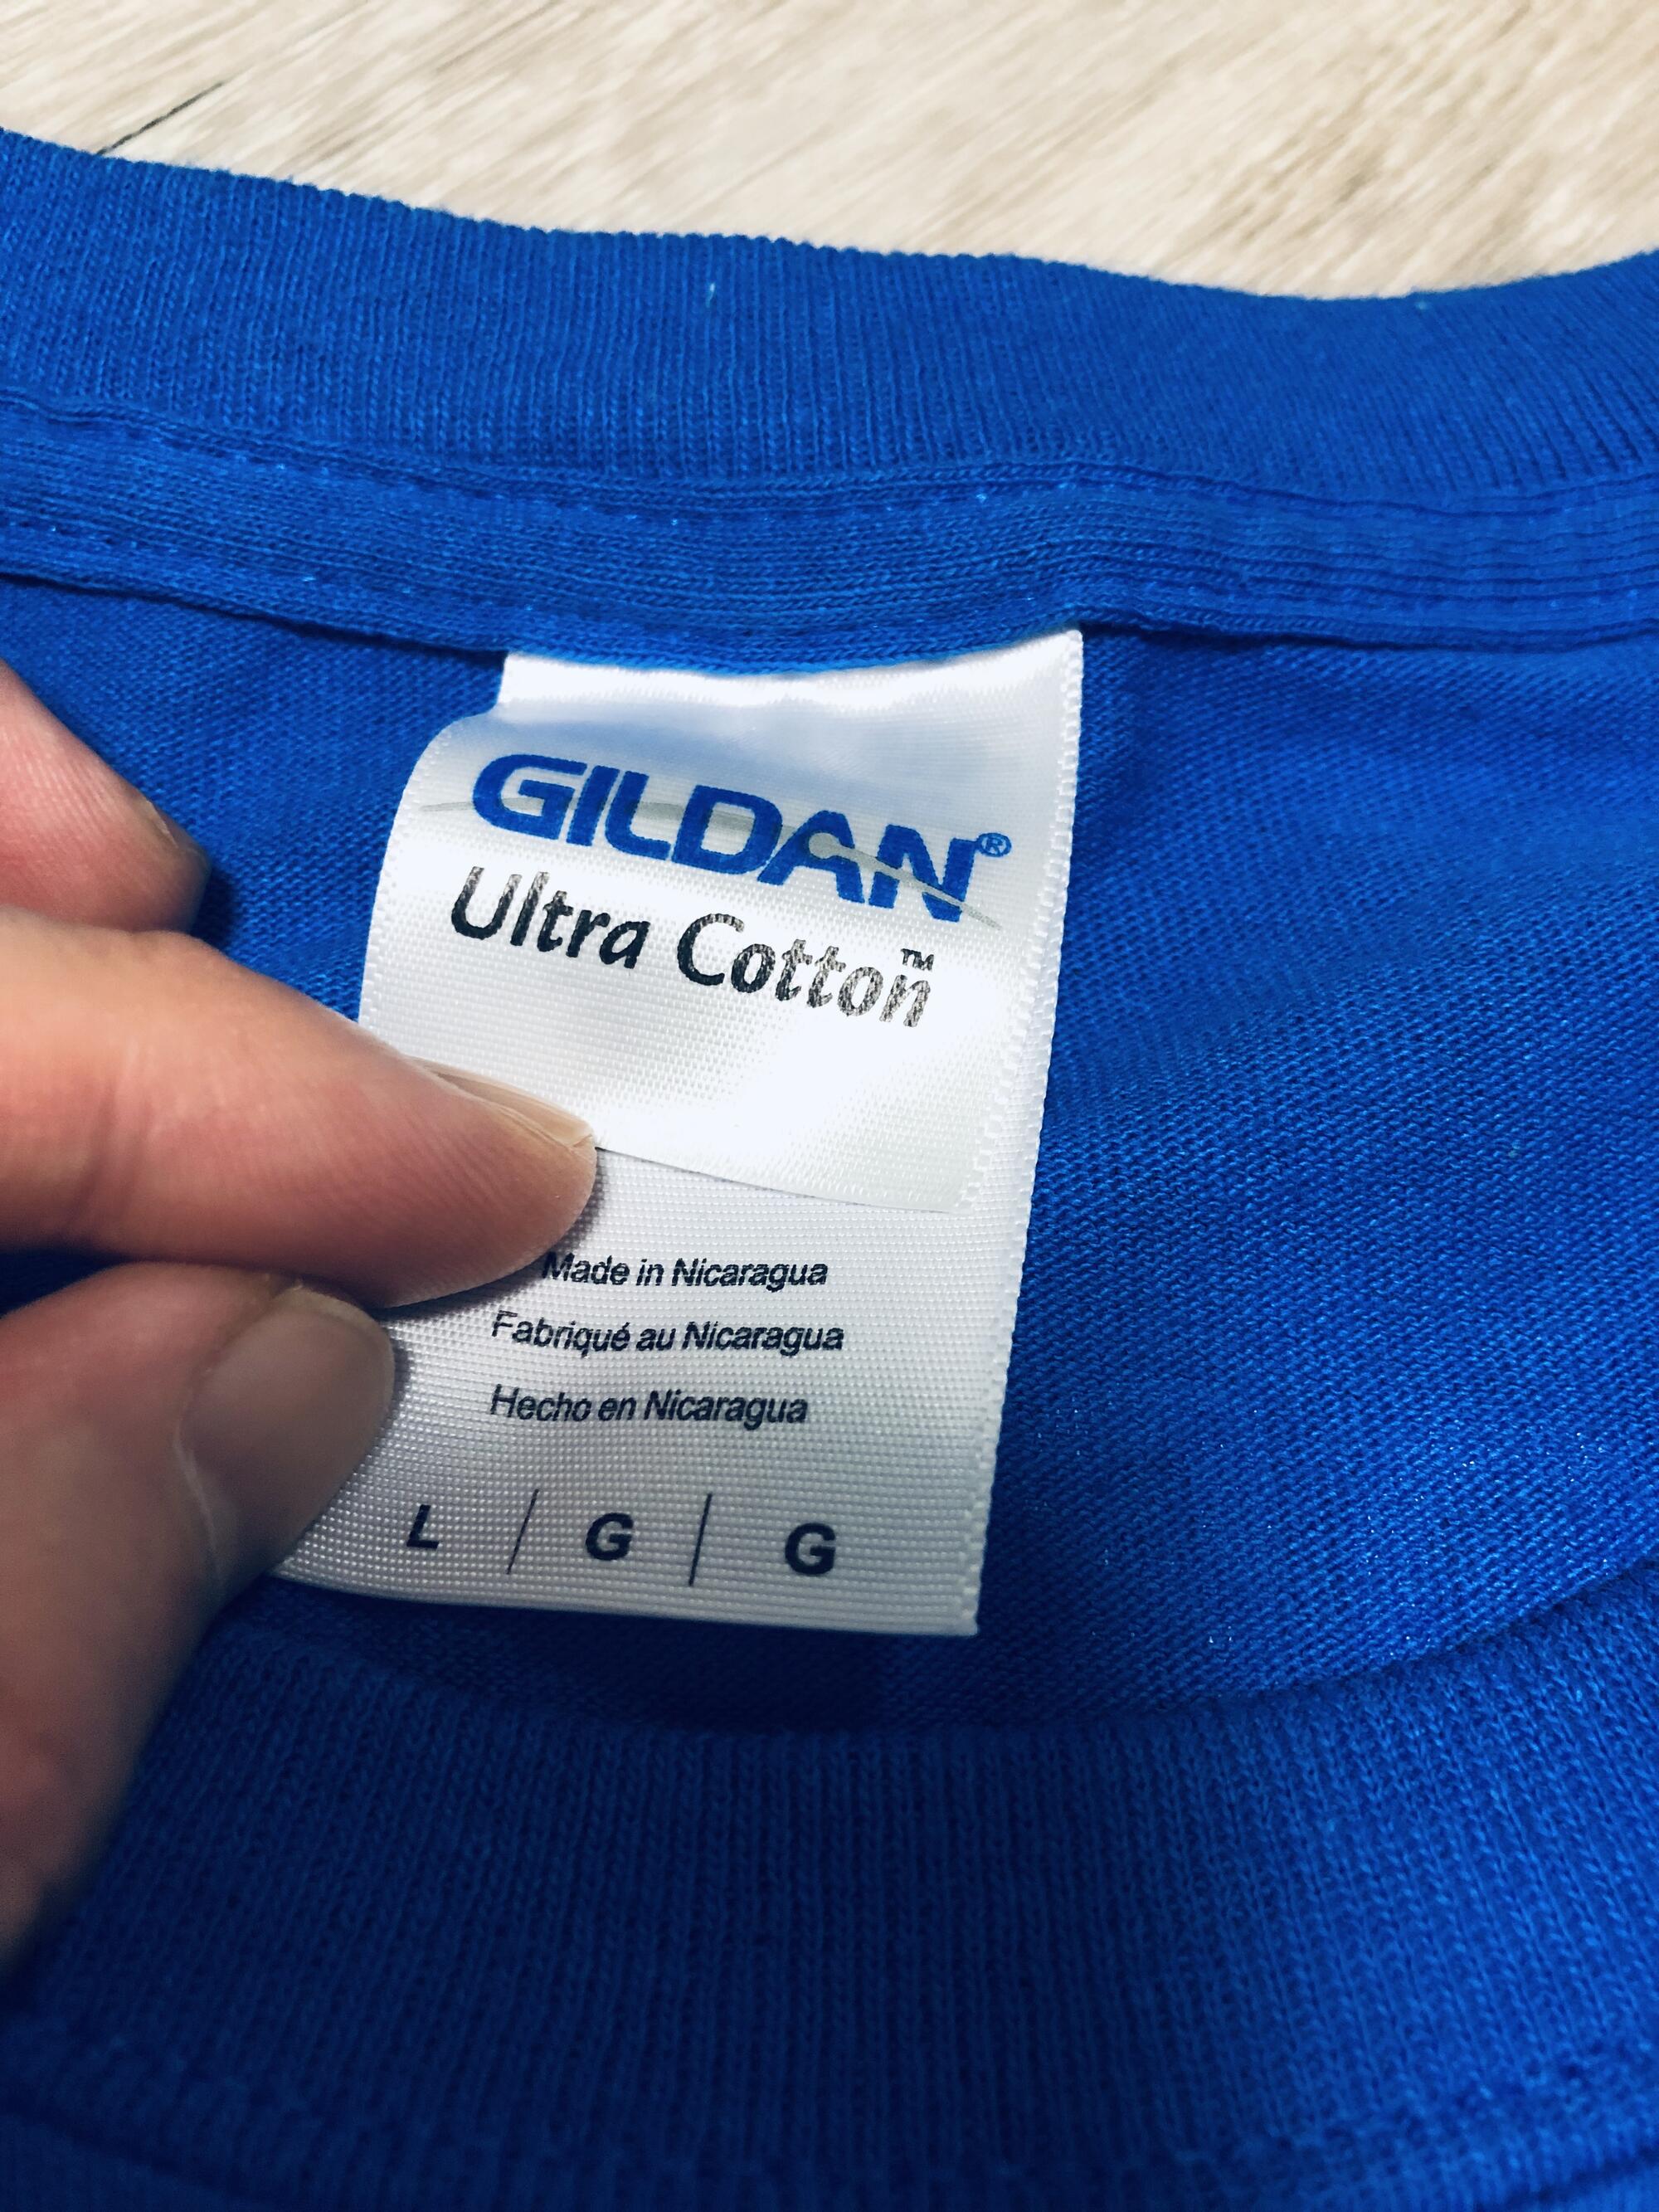 GILDAN®
Ultra Cotton™
Made in Nicaragua
Fabriqué au Nicaragua
Hecho en Nicaragua
L | G | G